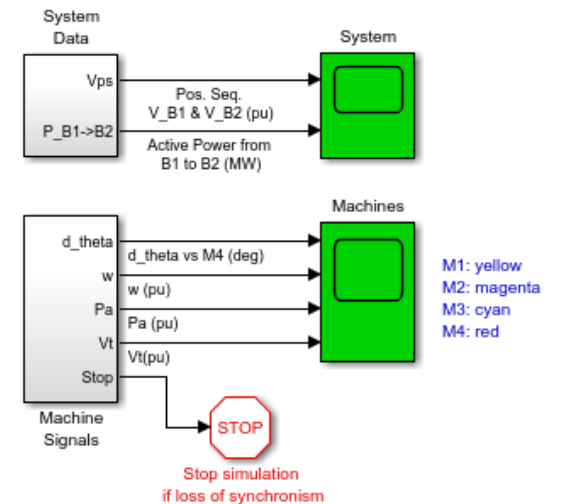 System
Data
System
Vps
Pos. Seq.
V_B1 & V_B2 (pu)
P_B1->B2
Active Power from
B1 to B2 (MW)
Machines
d_theta
d_theta vs M4 (deg)
w
w (pu)
Pa
Pa (pu)
Vt
Vt(pu)
Stop
M1: yellow
M2: magenta
M3: cyan
M4: red
Machine
Signals
STOP
Stop simulation
if loss of synchronism